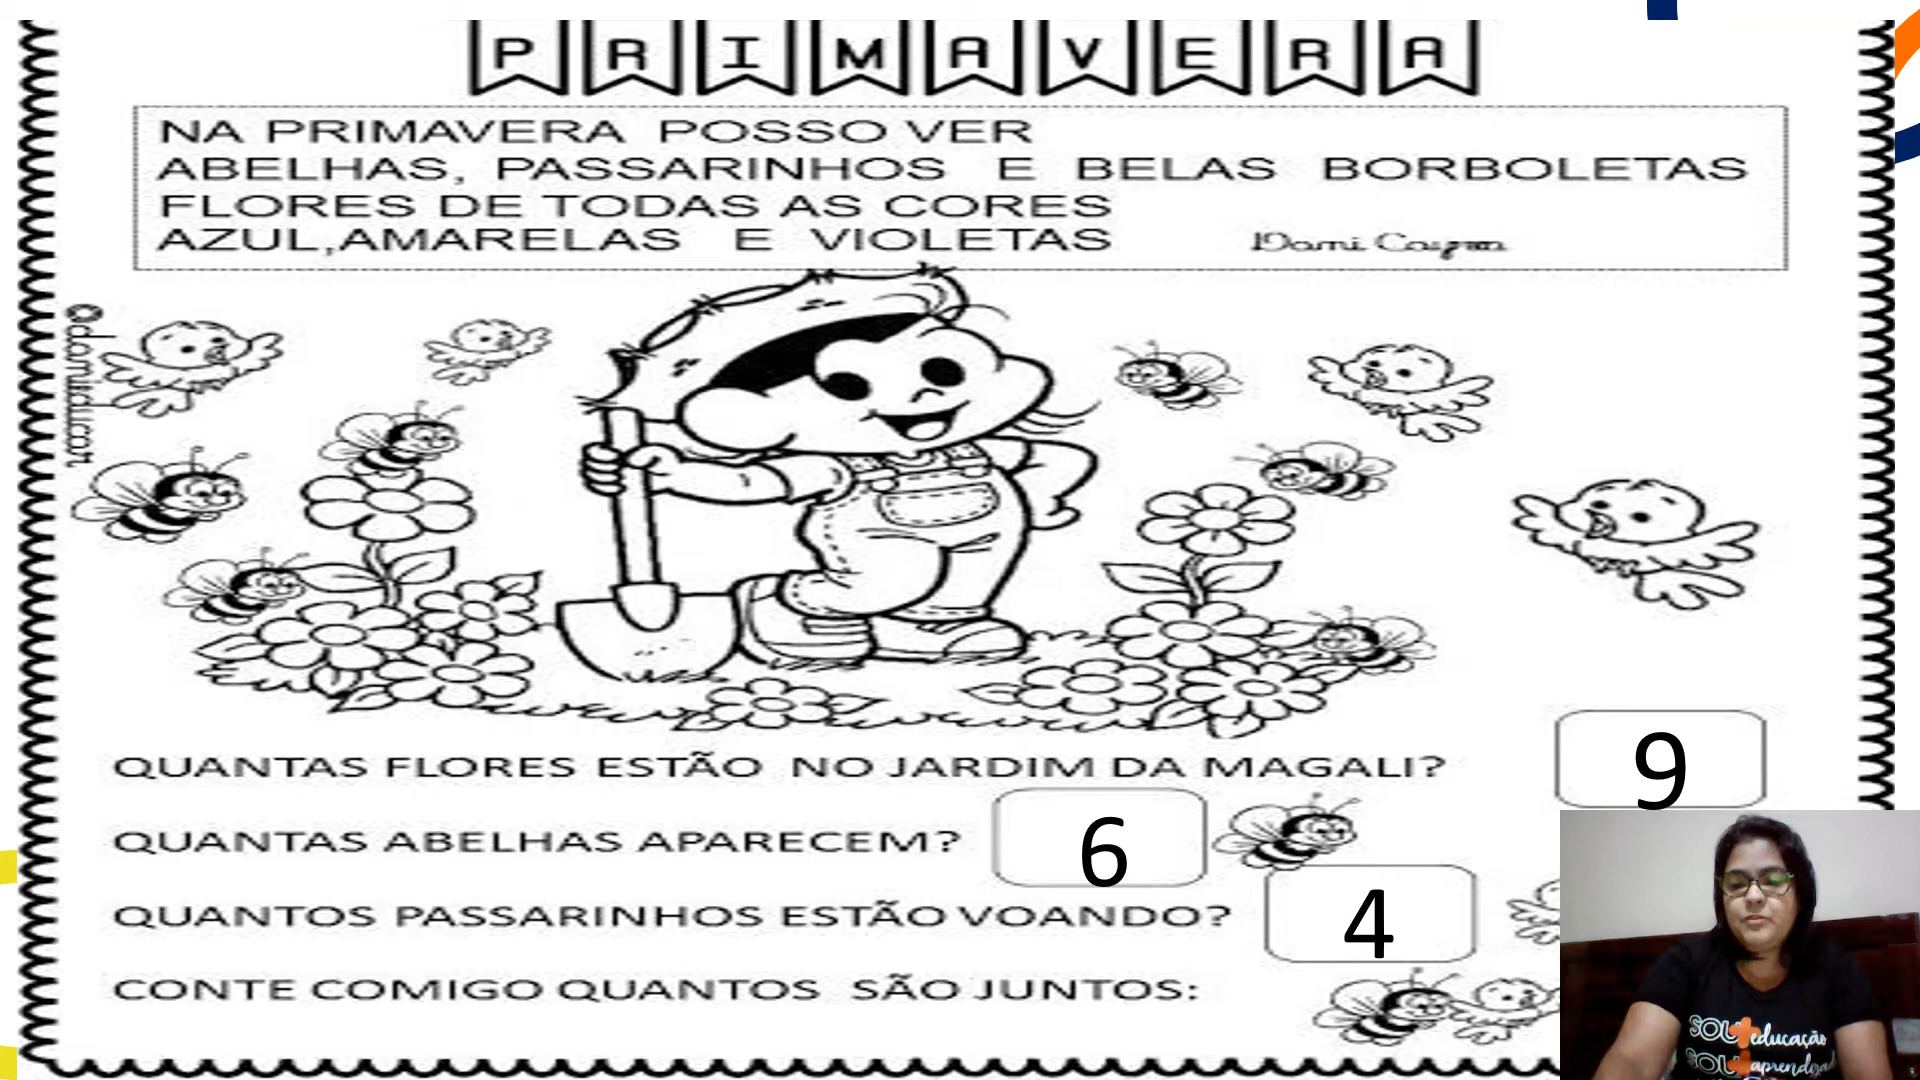 PRIMAVERA
NA PRIMAVERA POSSO VER
ABELHAS, PASSARINHOS E BELAS BORBOLETAS
FLORES DE TODAS AS CORES
AZUL,AMARELAS E VIOLETAS
Dami
©damieducar
QUANTAS FLORES ESTÃO NO JARDIM DA MAGALI?
9
QUANTAS ABELHAS APARECEM?
6
QUANTOS PASSARINHOS ESTÃO VOANDO?
4
CONTE COMIGO QUANTOS SÃO JUNTOS:
SOU+educação
SOU+